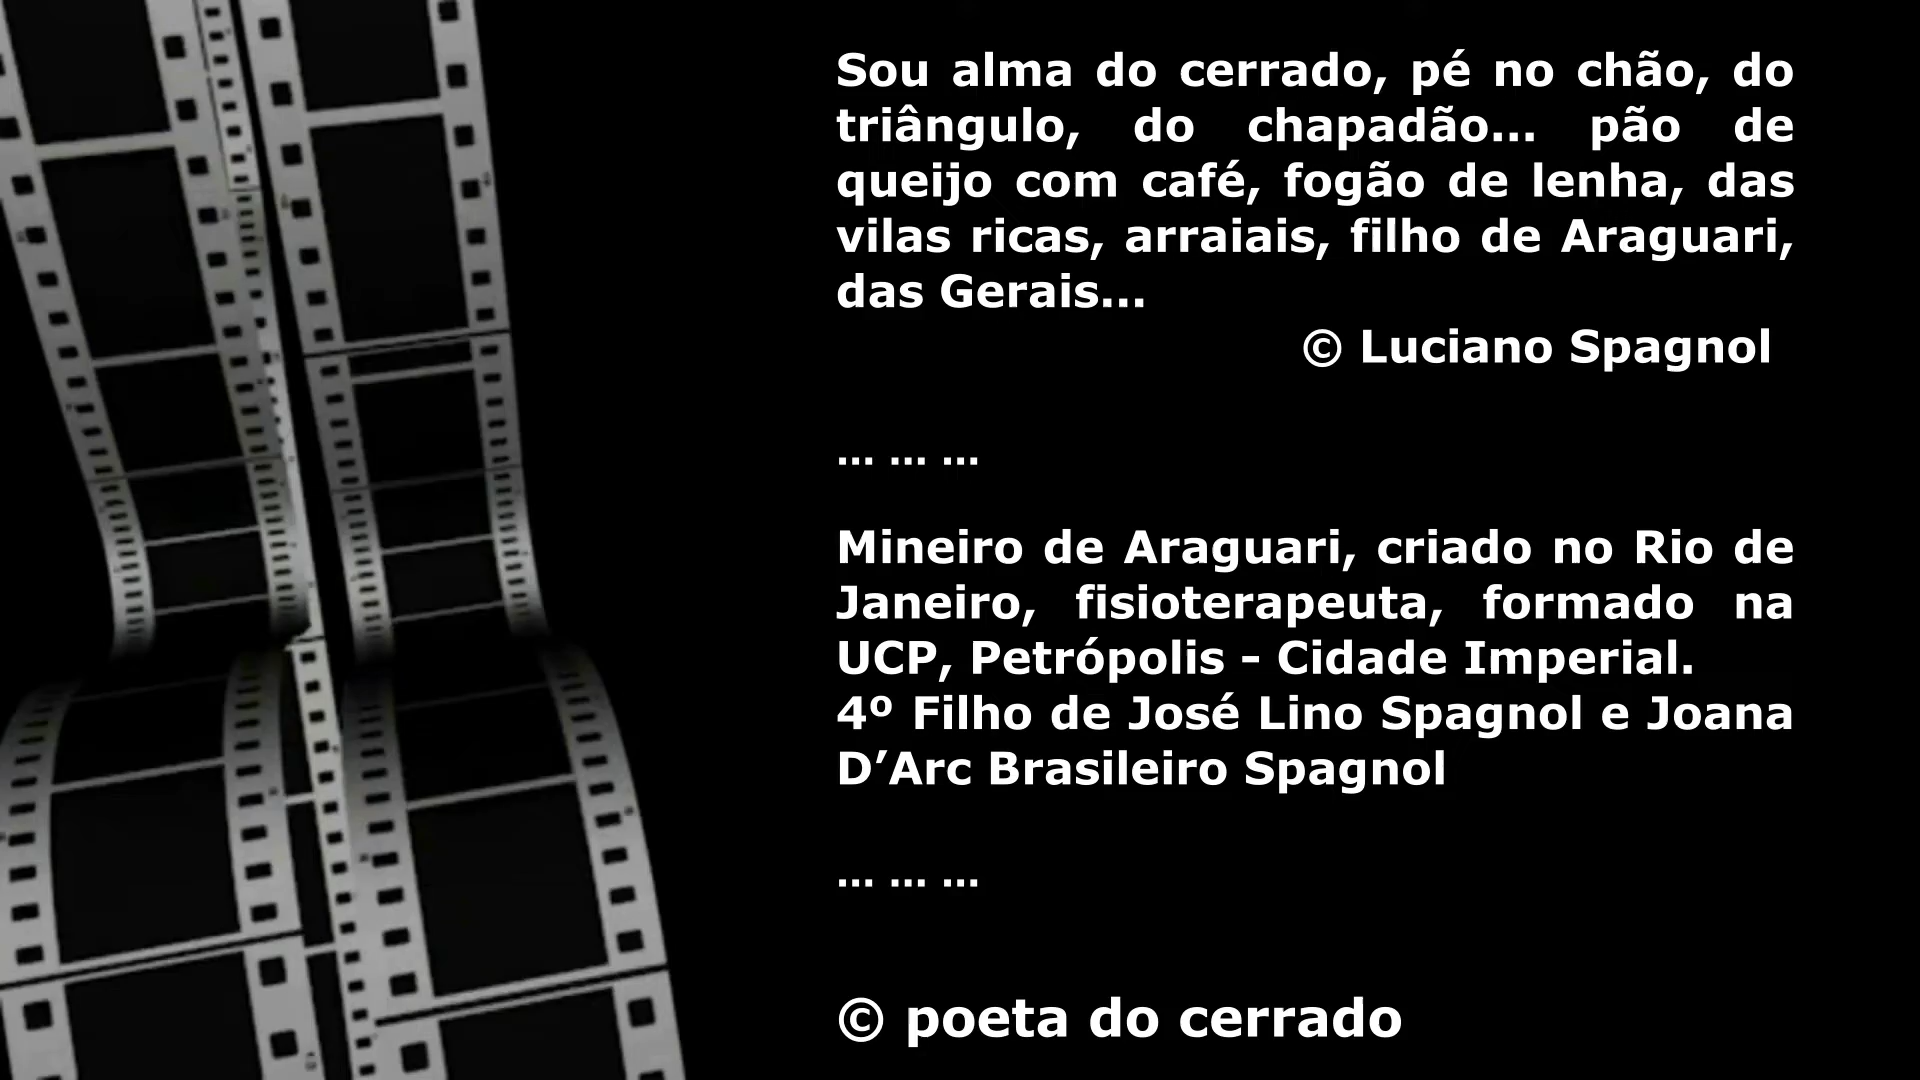 Sou alma do cerrado, pé no chão, do
triângulo, do chapadão... pão de
queijo com café, fogão de lenha, das
vilas ricas, arraiais, filho de Araguari,
das Gerais...
© Luciano Spagnol
... ... ...
Mineiro de Araguari, criado no Rio de
Janeiro, fisioterapeuta, formado na
UCP, Petrópolis - Cidade Imperial.
4º Filho de José Lino Spagnol e Joana
D’Arc Brasileiro Spagnol
... ... ...
© poeta do cerrado